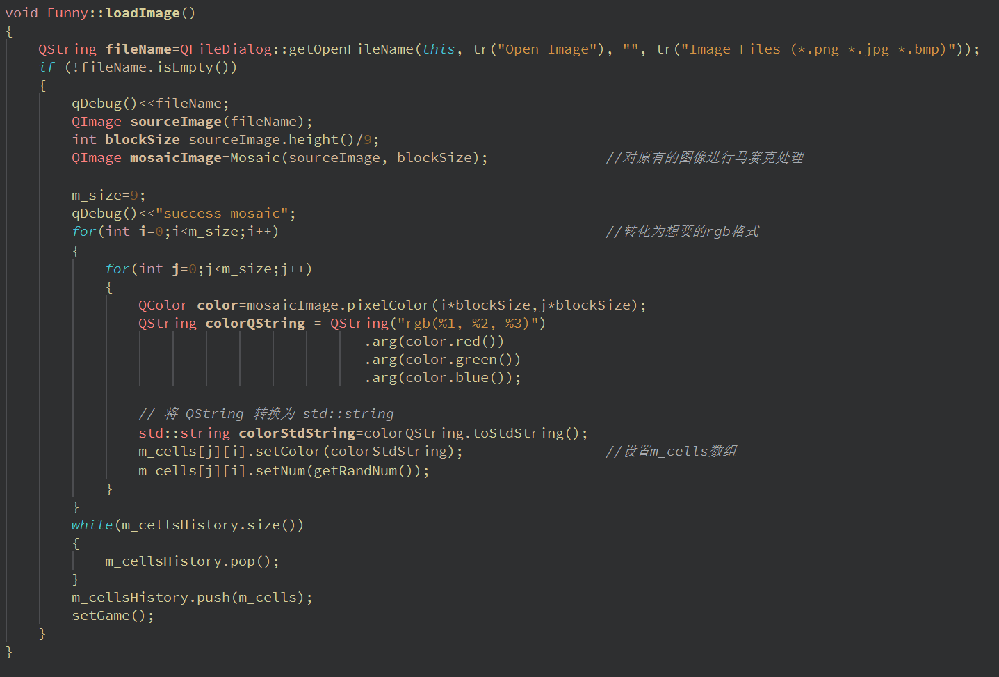 void Funny::loadImage()
{
QString fileName=QFileDialog::getOpenFileName(this, tr("Open Image"), "", tr("Image Files (*.png *.jpg *.bmp)"));
if (!fileName.isEmpty())
{
qDebug()<<fileName;
QImage sourceImage(fileName);
int blockSize=sourceImage.height()/9;
QImage mosaicImage=Mosaic(sourceImage, blockSize); //对原有的图像进行马赛克处理
m_size=9;
qDebug()<<"success mosaic";
for(int i=0;i<m_size;i++) //转化为想要的rgb格式
{
for(int j=0;j<m_size;j++)
{
QColor color=mosaicImage.pixelColor(i*blockSize,j*blockSize);
QString colorQString = QString("rgb(%1, %2, %3)")
.arg(color.red())
.arg(color.green())
.arg(color.blue());
// 将 QString 转换为 std::string
std::string colorStdString=colorQString.toStdString();
m_cells[j][i].setColor(colorStdString); //设置m_cells数组
m_cells[j][i].setNum(getRandNum());
}
}
while(m_cellsHistory.size())
{
m_cellsHistory.pop();
}
m_cellsHistory.push(m_cells);
setGame();
}
}